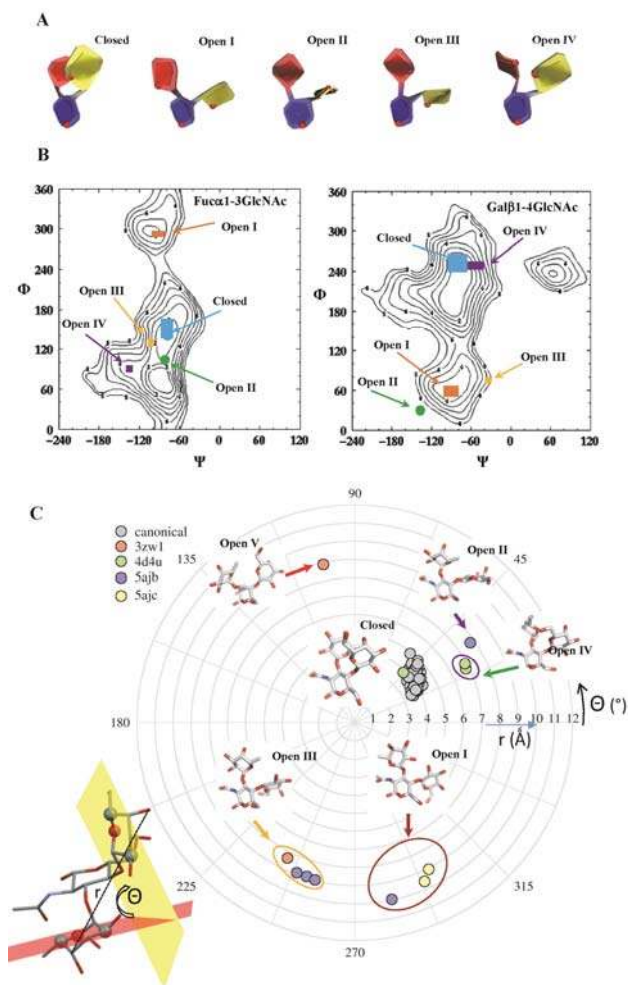 A
Closed
Open I
Open II
Open III
Open IV
B
Fucα1-3GlcNAc
360
300
240
180
120
60
0
Φ
Open I
Open III
Open IV
Closed
Open II
-240 -180 -120 -60 0
Ψ
Galβ1-4GlcNAc
360
300
240
180
120
60
0
Φ
Closed
Open IV
Open I
Open II
Open III
-240 -180 -120 -60 0 60 120
Ψ
C
canonical
3zw1
4d4u
5ajb
5ajc
90
135
45
180
225
270
315
Open V
Open II
Closed
Open IV
1 2 3 4 5 6 7 8 9 10 11 12
Θ (°)
r (Å)
Open III
Open I
r
Θ